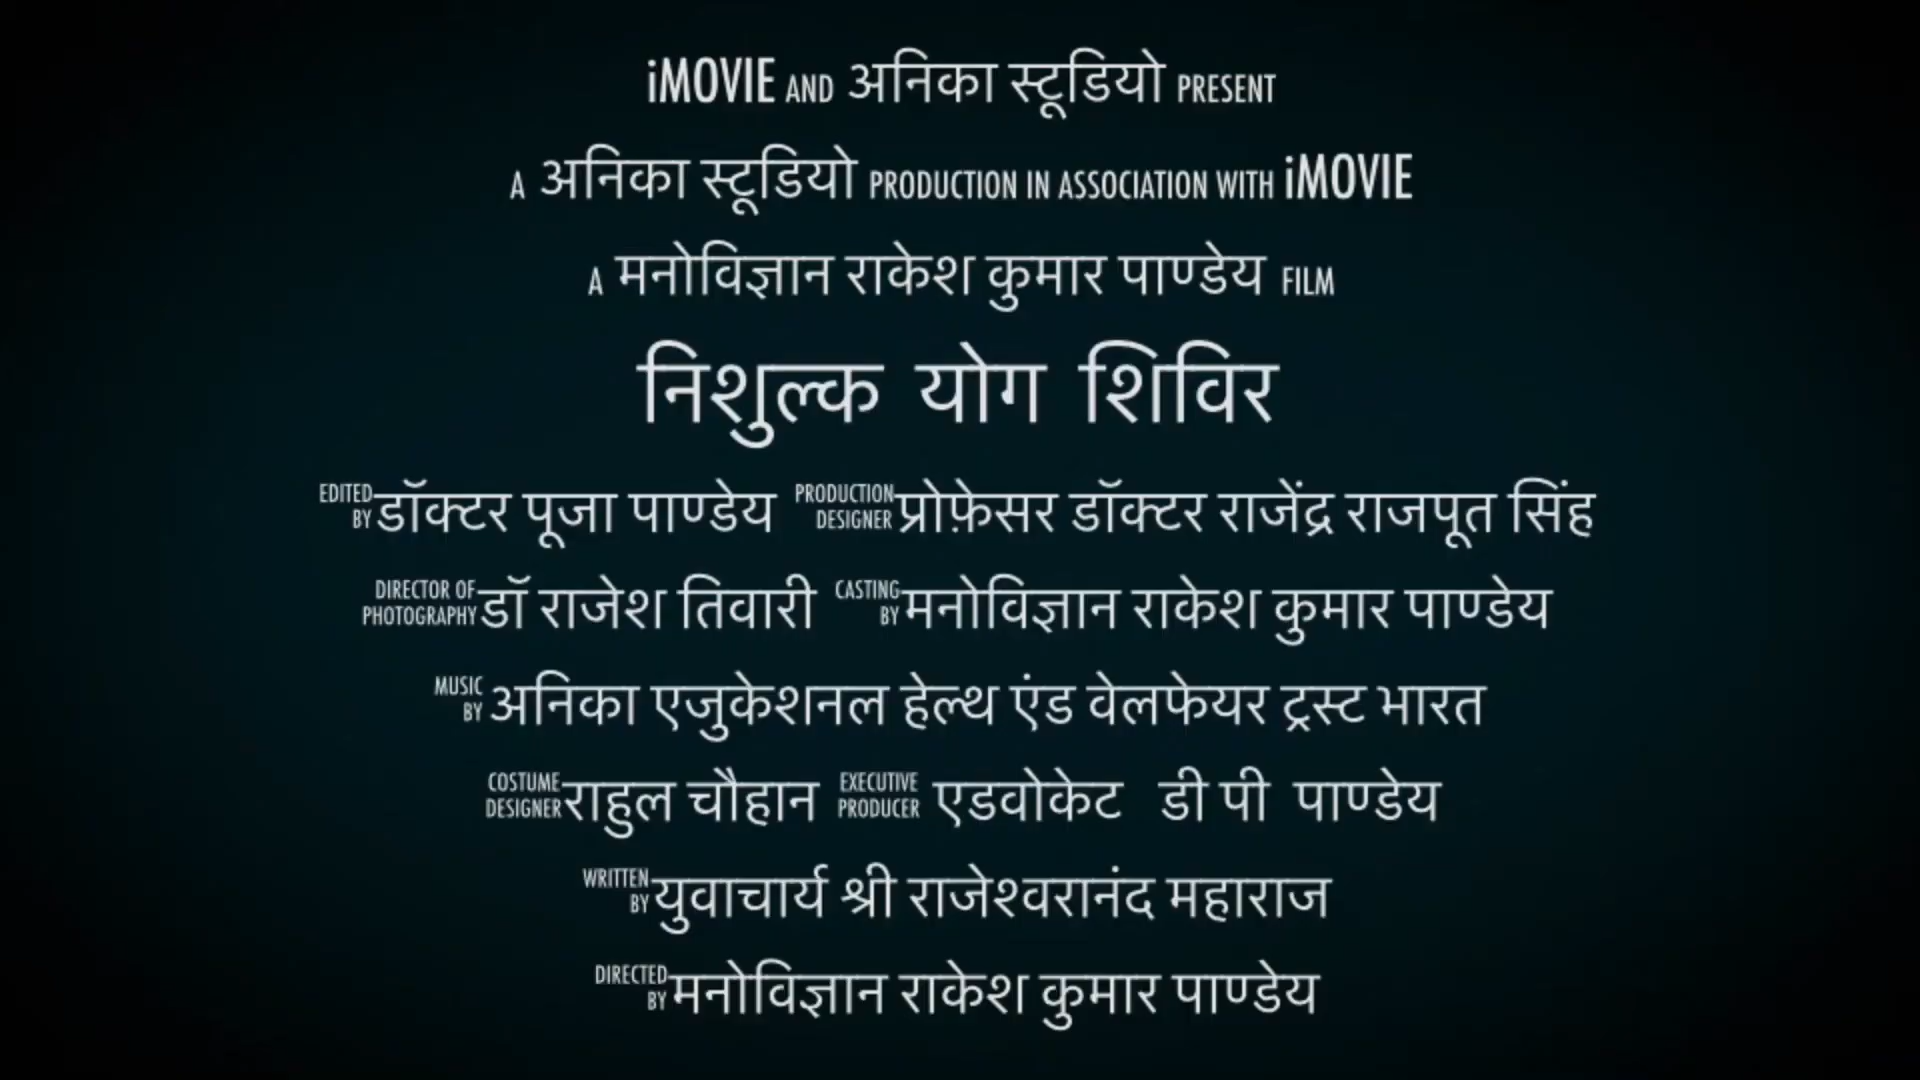 iMOVIE AND अनिका स्टूडियो PRESENT
A अनिका स्टूडियो PRODUCTION IN ASSOCIATION WITH iMOVIE
A मनोविज्ञान राकेश कुमार पाण्डेय FILM
निशुल्क योग शिविर
EDITED BY डॉक्टर पूजा पाण्डेय PRODUCTION DESIGNER प्रोफ़ेसर डॉक्टर राजेंद्र राजपूत सिंह
DIRECTOR OF PHOTOGRAPHY डॉ राजेश तिवारी CASTING BY मनोविज्ञान राकेश कुमार पाण्डेय
MUSIC BY अनिका एजुकेशनल हेल्थ एंड वेलफेयर ट्रस्ट भारत
COSTUME DESIGNER राहुल चौहान EXECUTIVE PRODUCER एडवोकेट डी पी पाण्डेय
WRITTEN BY युवाचार्य श्री राजेश्वरानंद महाराज
DIRECTED BY मनोविज्ञान राकेश कुमार पाण्डेय